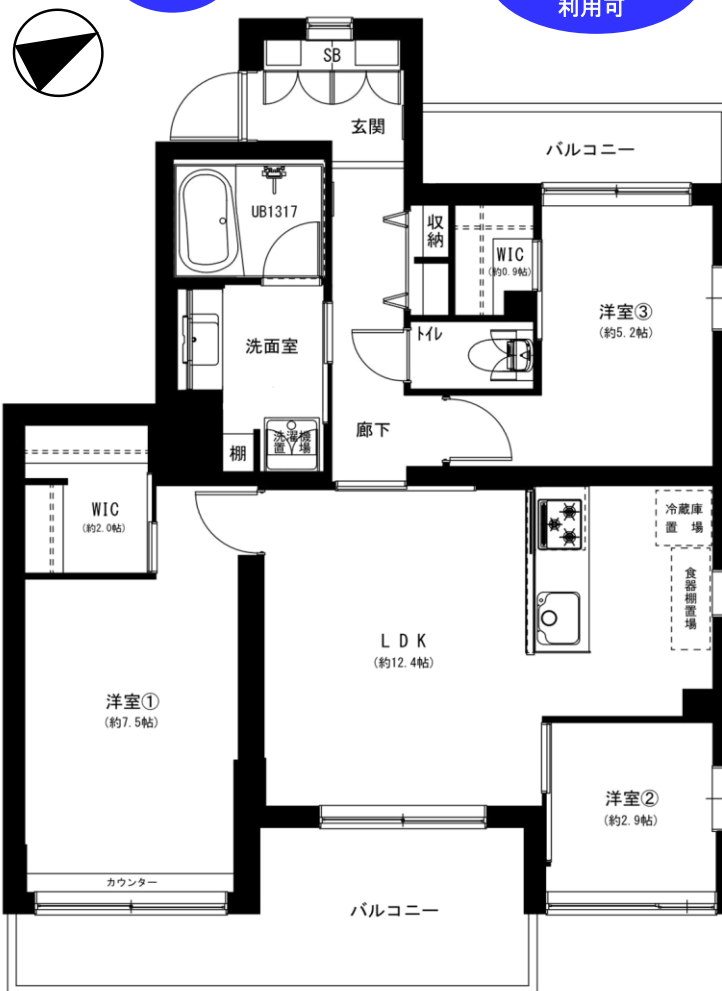 利用可
SB
玄関
バルコニー
UB1317
収納
WIC
(約0.9帖)
洋室③
(約5.2帖)
トイレ
洗面室
廊下
棚
洗濯機
置場
WIC
(約2.0帖)
冷蔵庫
置場
食器棚置場
LDK
(約12.4帖)
洋室①
(約7.5帖)
洋室②
(約2.9帖)
カウンター
バルコニー